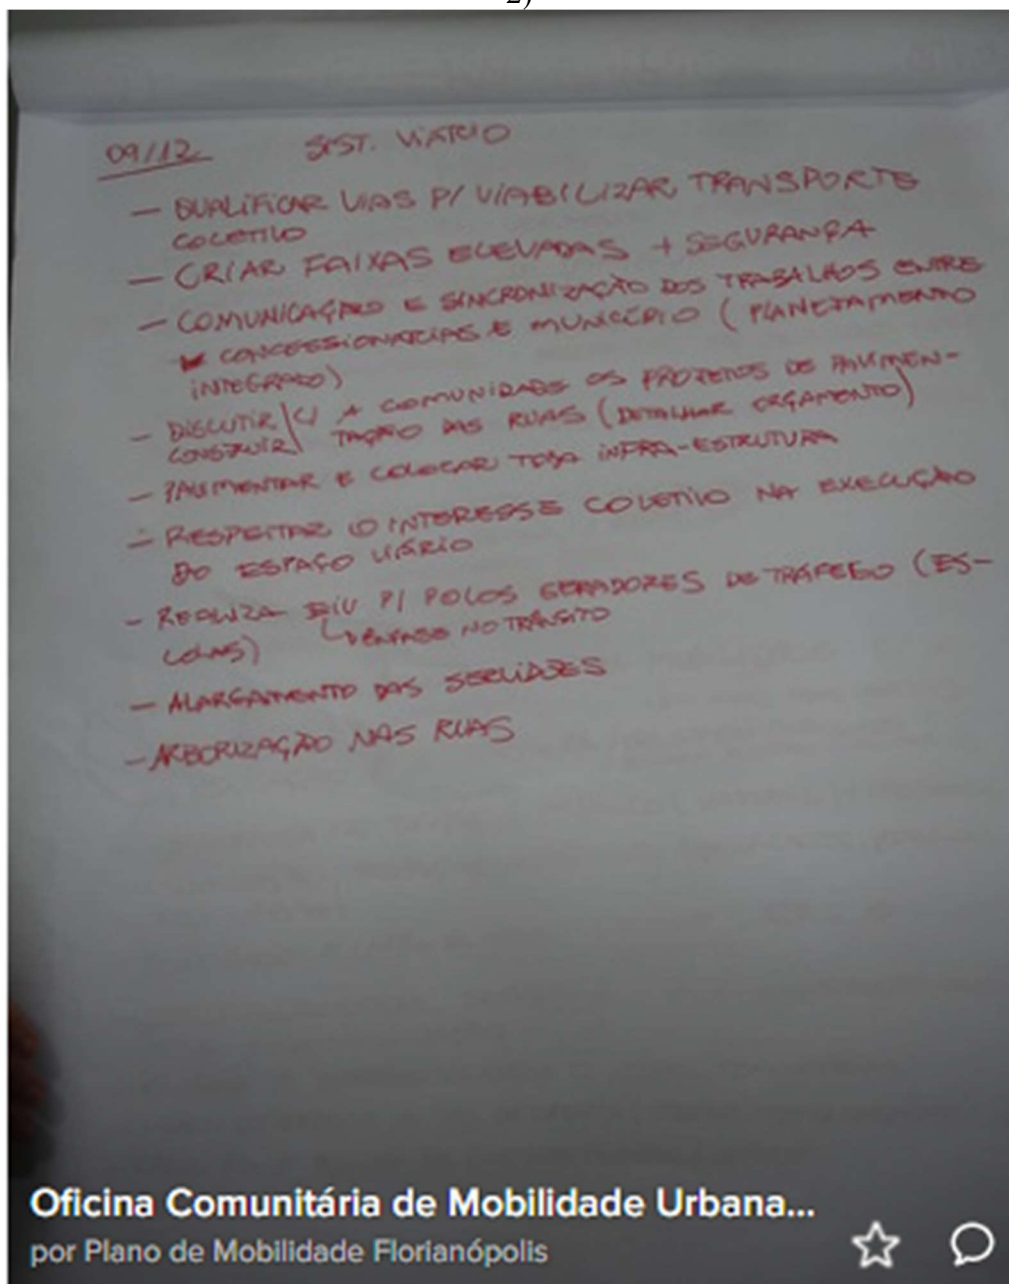 2)
09/12 SIST. VIÁRIO
— QUALIFICAR VIAS P/ VIABILIZAR TRANSPORTE
COLETIVO
— CRIAR FAIXAS ELEVADAS + SEGURANÇA
— COMUNICAÇÃO E SINCRONIZAÇÃO DOS TRABALHOS ENTRE
CONCESSIONÁRIAS E MUNICÍPIO (PLANEJAMENTO
INTEGRADO)
— DISCUTIR/ C/ A COMUNIDADE OS PROJETOS DE PAVIMEN-
CONSTRUIR/ TAÇÃO DAS RUAS (DETALHAR ORÇAMENTO)
— PAVIMENTAR E COLOCAR TODA INFRA-ESTRUTURA
— RESPEITAR O INTERESSE COLETIVO NA EXECUÇÃO
DO ESPAÇO VIÁRIO
— REALIZA EIV P/ POLOS GERADORES DE TRÁFEGO (ES-
COLAS) ↳ ÊNFASE NO TRÂNSITO
— ALARGAMENTO DAS SERVIDÕES
— ARBORIZAÇÃO NAS RUAS
Oficina Comunitária de Mobilidade Urbana...
por Plano de Mobilidade Florianópolis